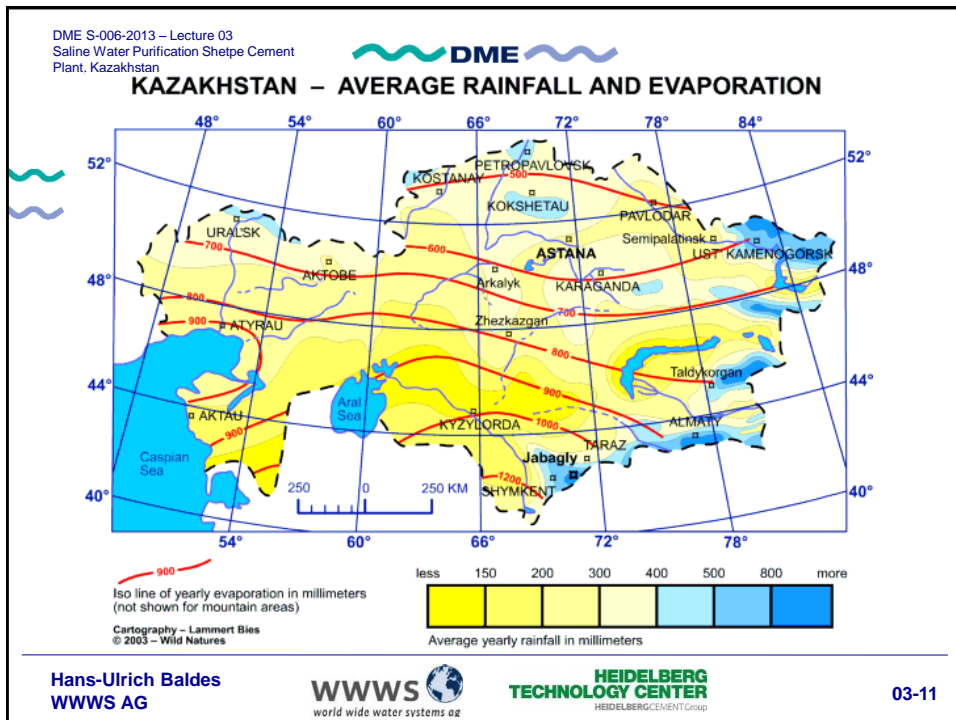 DME S-006-2013 – Lecture 03
Saline Water Purification Shetpe Cement
Plant, Kazakhstan
DME
KAZAKHSTAN – AVERAGE RAINFALL AND EVAPORATION
48° 54° 60° 66° 72° 78° 84°
52° 52°
PETROPAVLOVSK
500
KOSTANAY
KOKSHETAU
PAVLODAR
URAL'SK
Semipalatinsk
700 600
ASTANA
UST KAMENOGORSK
AKTOBE
48° 48°
Arkalyk
KARAGANDA
800
700
Zhezkazgan
900
ATYRAU
800
Taldykorgan
44° 44°
900
Aral
Sea
AKTAU
KYZYLORDA
1000
ALMATY
900
TARAZ
Caspian
Sea
Jabagly
1200
SHYMKENT
40° 40°
250 0 250 KM
54° 60° 66° 72° 78°
900
Iso line of yearly evaporation in millimeters
(not shown for mountain areas)
Cartography – Lammert Bies
© 2003 – Wild Natures
less 150 200 300 400 500 800 more
Average yearly rainfall in millimeters
Hans-Ulrich Baldes
WWWS AG
WWWS
world wide water systems ag
HEIDELBERG
TECHNOLOGY CENTER
HEIDELBERGCEMENT Group
03-11